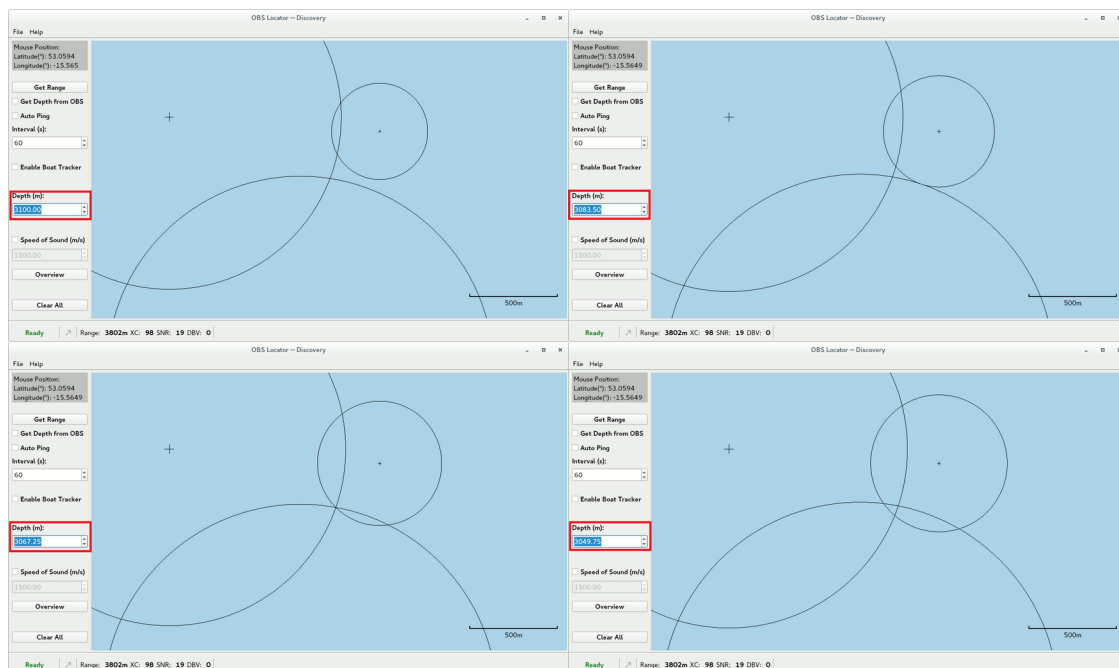 OBS Locator — Discovery
File Help
Mouse Position:
Latitude(°): 53.0594
Longitude(°): -15.565
Get Range
Get Depth from OBS
Auto Ping
Interval (s):
60
Enable Boat Tracker
Depth (m):
3100.00
Speed of Sound (m/s)
1500.00
Overview
500m
Clear All
Ready Range: 3802m XC: 98 SNR: 19 DBV: 0
OBS Locator — Discovery
File Help
Mouse Position:
Latitude(°): 53.0594
Longitude(°): -15.5649
Get Range
Get Depth from OBS
Auto Ping
Interval (s):
60
Enable Boat Tracker
Depth (m):
3083.50
Speed of Sound (m/s)
1500.00
Overview
500m
Clear All
Ready Range: 3802m XC: 98 SNR: 19 DBV: 0
OBS Locator — Discovery
File Help
Mouse Position:
Latitude(°): 53.0594
Longitude(°): -15.5649
Get Range
Get Depth from OBS
Auto Ping
Interval (s):
60
Enable Boat Tracker
Depth (m):
3067.25
Speed of Sound (m/s)
1500.00
Overview
500m
Clear All
Ready Range: 3802m XC: 98 SNR: 19 DBV: 0
OBS Locator — Discovery
File Help
Mouse Position:
Latitude(°): 53.0594
Longitude(°): -15.5649
Get Range
Get Depth from OBS
Auto Ping
Interval (s):
60
Enable Boat Tracker
Depth (m):
3049.75
Speed of Sound (m/s)
1500.00
Overview
500m
Clear All
Ready Range: 3802m XC: 98 SNR: 19 DBV: 0